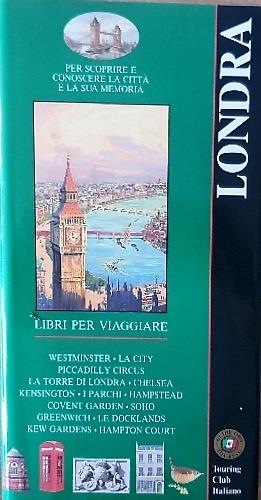 PER SCOPRIRE E
CONOSCERE LA CITTÀ
E LA SUA MEMORIA
LONDRA
LIBRI PER VIAGGIARE
WESTMINSTER • LA CITY
PICCADILLY CIRCUS
LA TORRE DI LONDRA • CHELSEA
KENSINGTON • I PARCHI • HAMPSTEAD
COVENT GARDEN • SOHO
GREENWICH • LE DOCKLANDS
KEW GARDENS • HAMPTON COURT
Touring
Club
Italiano